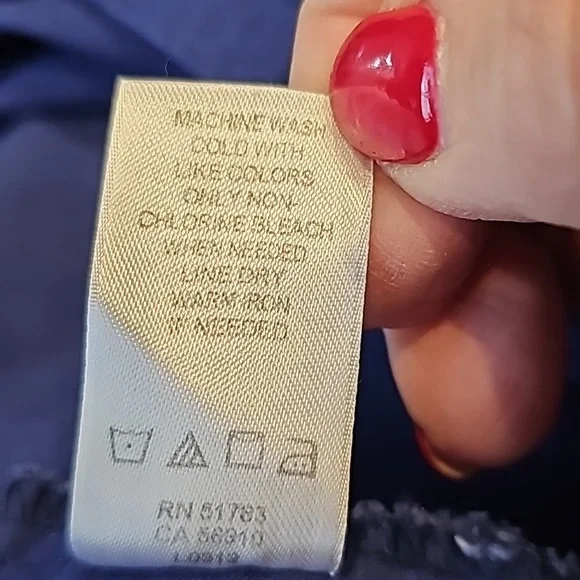 MACHINE WASH
COLD WITH
LIKE COLORS
ONLY NON-
CHLORINE BLEACH
WHEN NEEDED
LINE DRY
WARM IRON
IF NEEDED
RN 51783
CA 56910